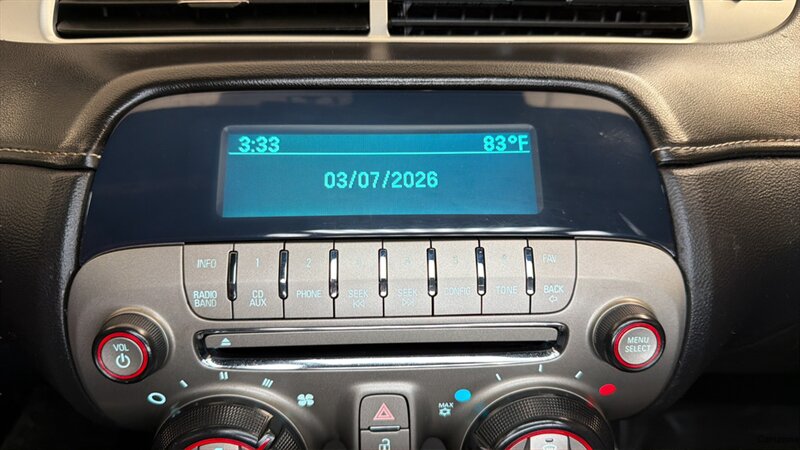 3:33 83°F
03/07/2026
INFO 1 2 3 4 5 6 FAV
RADIO BAND CD AUX PHONE SEEK SEEK CONFIG TONE BACK
VOL
MENU SELECT
MAX